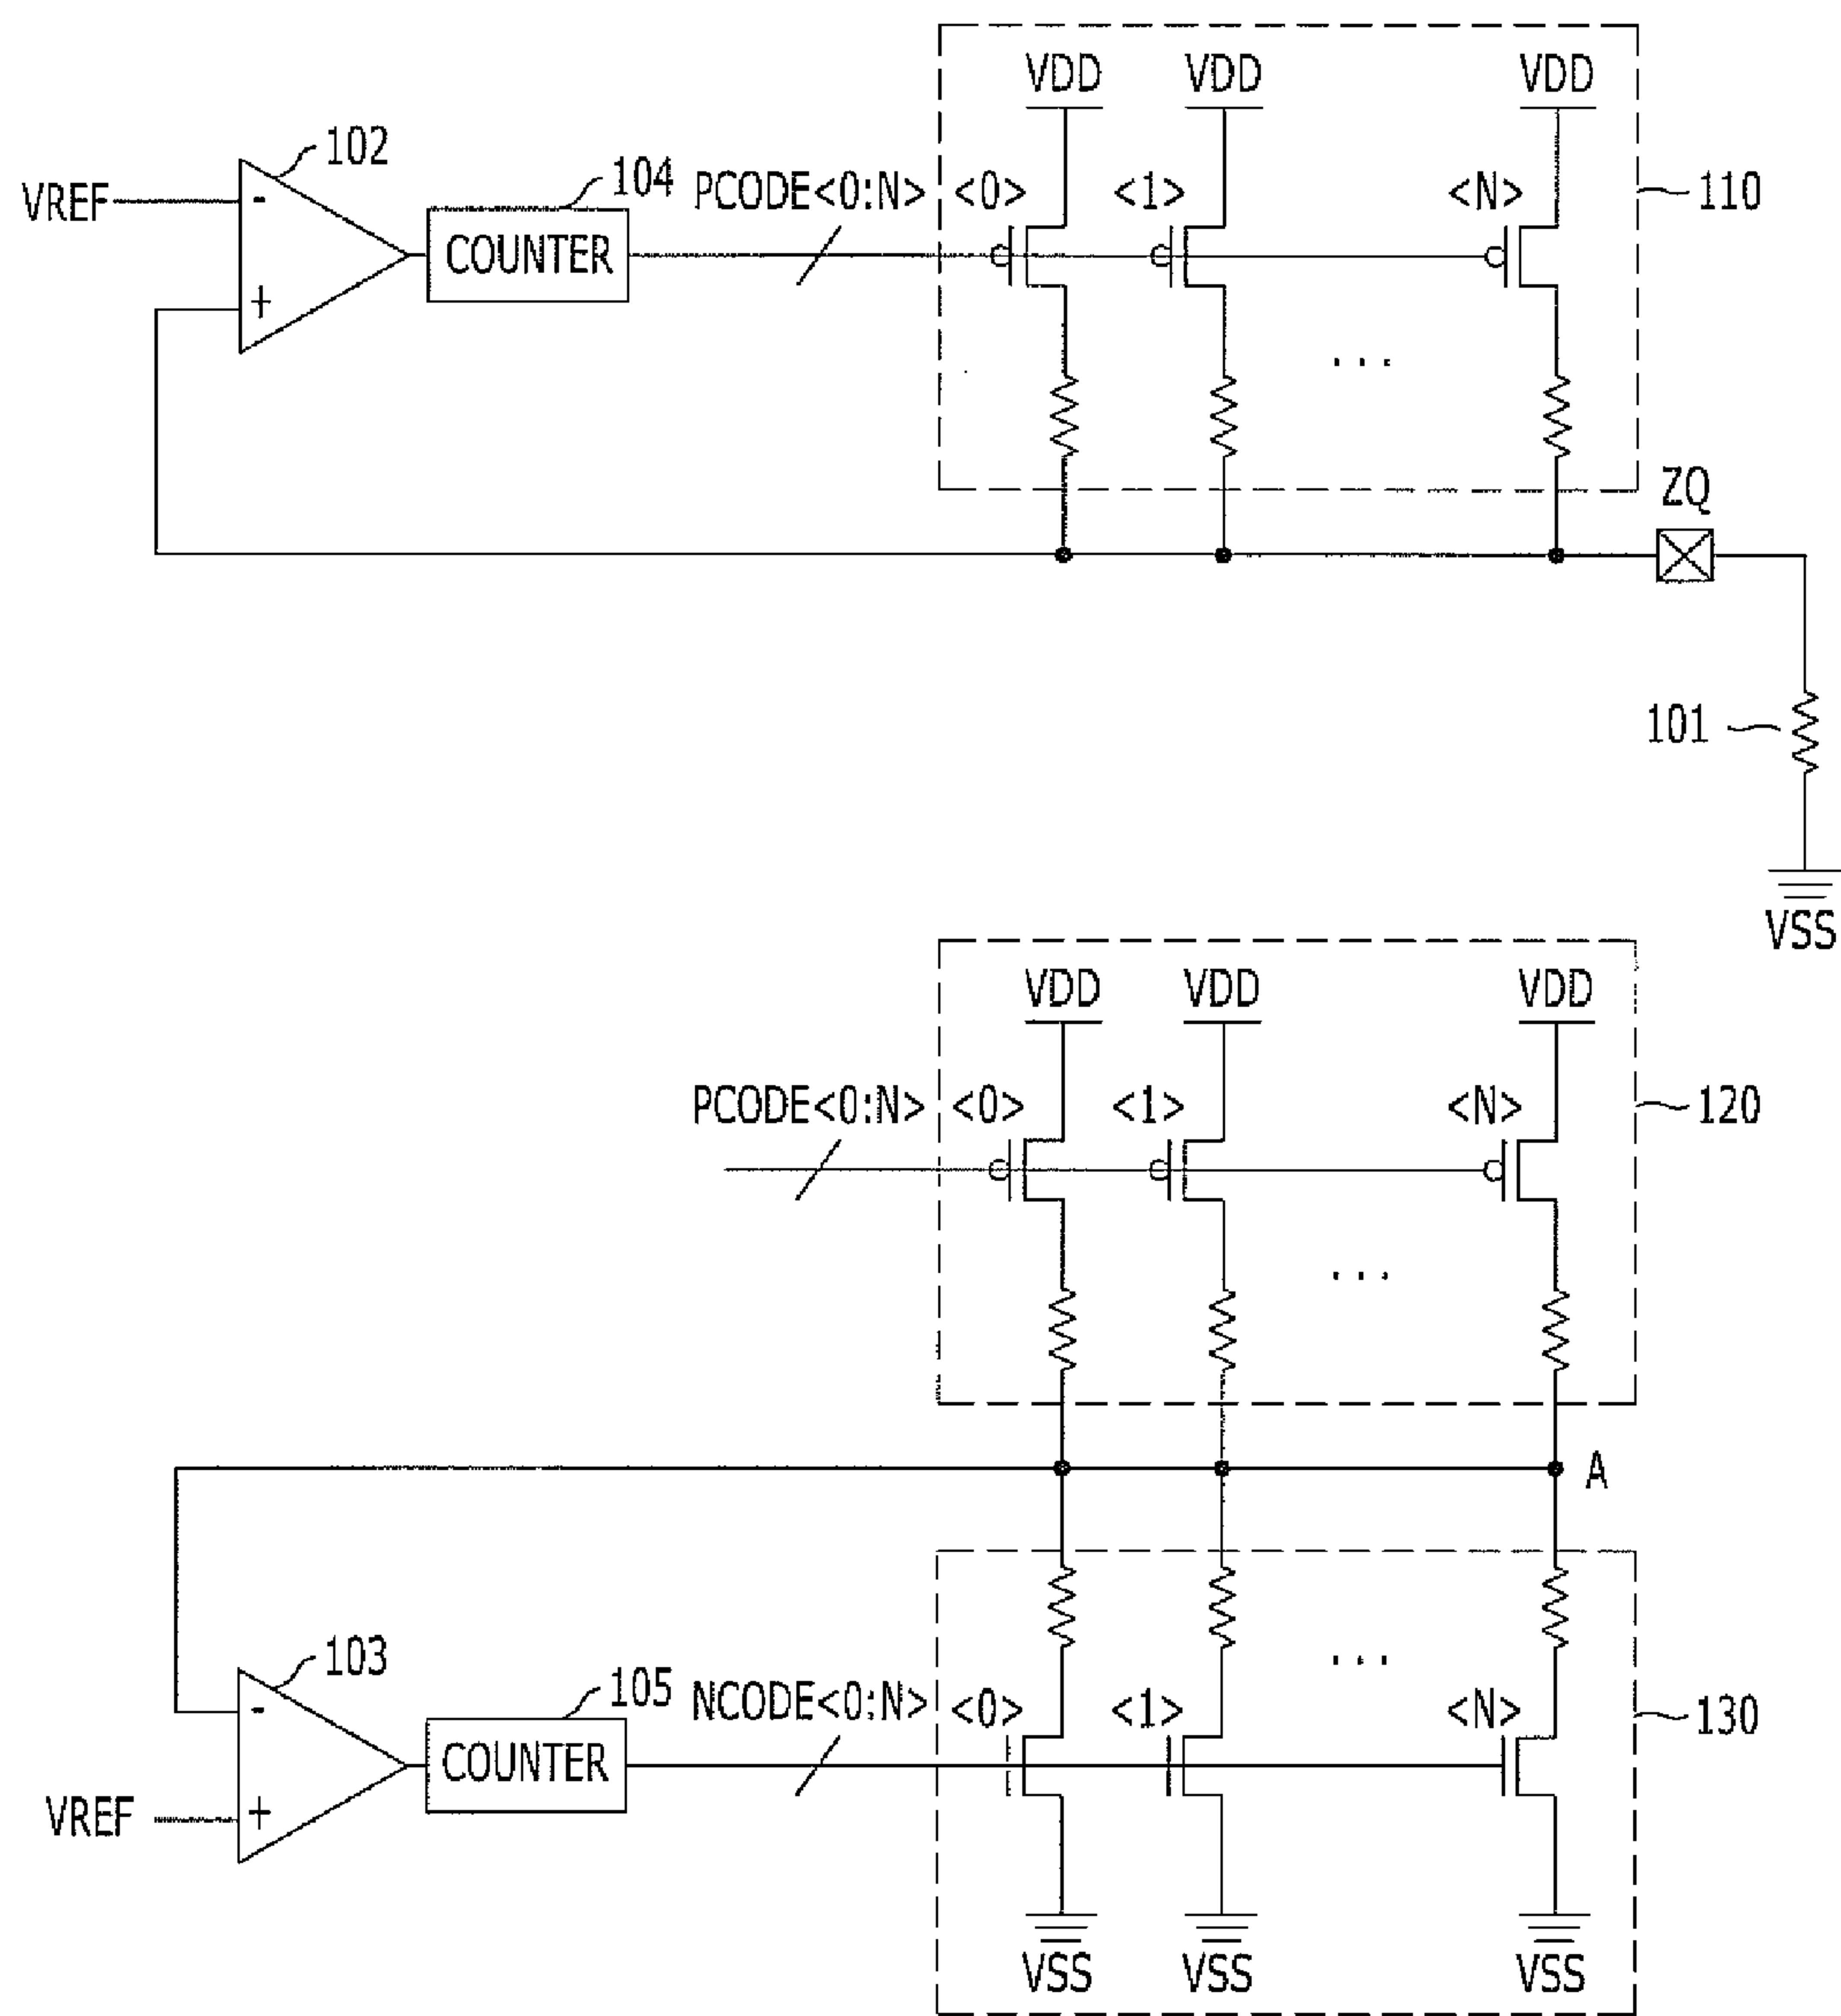 VDD VDD VDD
102
104
PCODE<0:N> <0> <1> <N>
110
VREF
-
COUNTER
+
...
ZQ
101
VSS
VDD VDD VDD
PCODE<0:N> <0> <1> <N>
120
...
A
103
105
NCODE<0:N> <0> <1> <N>
...
130
-
COUNTER
VREF
+
VSS VSS VSS